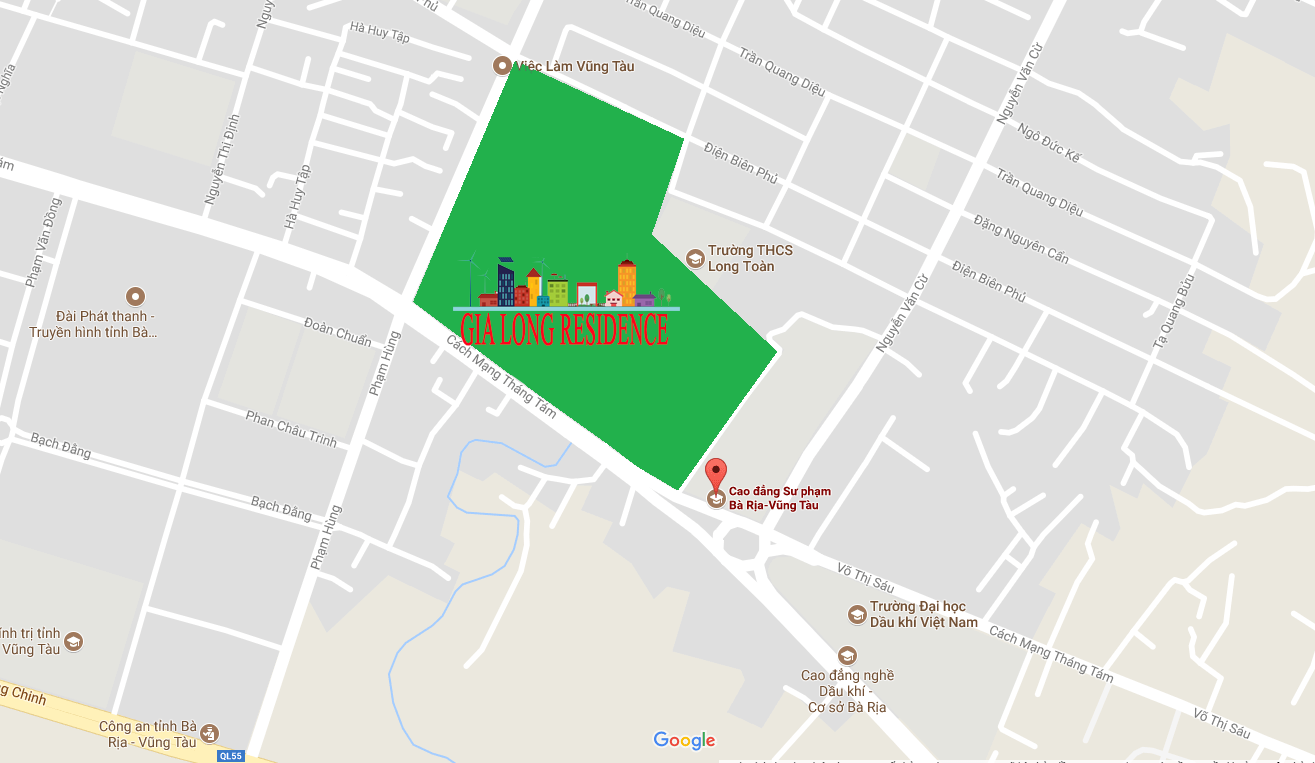 Hà Huy Tập
Trần Quang Diệu
Việc Làm Vũng Tàu
Trần Quang Diệu
Nguyễn Văn Cừ
Ngô Đức Kế
Nguyễn Thị Định
Điện Biên Phủ
Hà Huy Tập
Trần Quang Diệu
Phạm Văn Đồng
Đặng Nguyên Cẩn
Trường THCS
Long Toàn
Điện Biên Phủ
Tạ Quang Bửu
Nguyễn Văn Cừ
Đài Phát thanh -
Truyền hình tỉnh Bà...
Đoàn Chuẩn
Phạm Hùng
GIA LONG RESIDENCE
Cách Mạng Tháng Tám
Phan Châu Trinh
Bạch Đằng
Bạch Đằng
Phạm Hùng
Cao đẳng Sư phạm
Bà Rịa-Vũng Tàu
Võ Thị Sáu
Trường Đại học
Dầu khí Việt Nam
Cách Mạng Tháng Tám
ính trị tỉnh
Vũng Tàu
Cao đẳng nghề
Dầu khí -
Cơ sở Bà Rịa
g Chinh
Công an tỉnh Bà
Rịa - Vũng Tàu
QL55
Võ Thị Sáu
Google